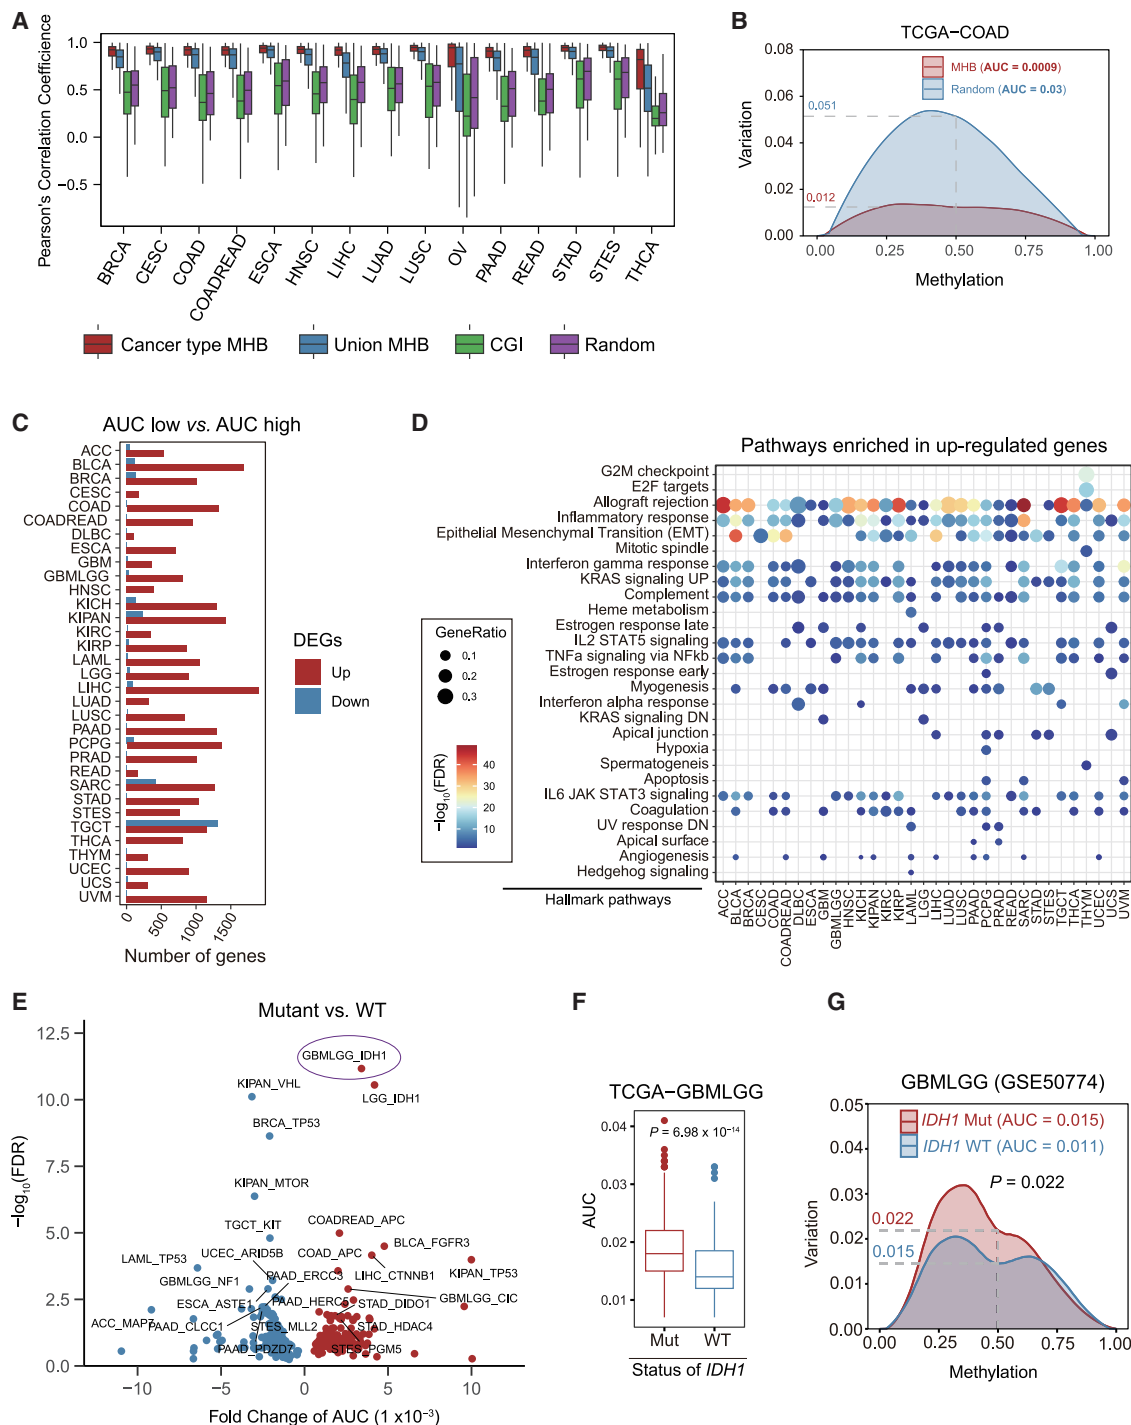 A
Pearson's Correlation Coefficience
1.0
0.5
0.0
−0.5
BRCA
CESC
COAD
COADREAD
ESCA
HNSC
LIHC
LUAD
LUSC
OV
PAAD
READ
STAD
STES
THCA
Cancer type MHB
Union MHB
CGI
Random
B
TCGA−COAD
Variation
0.08
0.06
0.04
0.02
0.00
MHB (AUC = 0.0009)
Random (AUC = 0.03)
0.051
0.012
0.00 0.25 0.50 0.75 1.00
Methylation
C
AUC low vs. AUC high
ACC
BLCA
BRCA
CESC
COAD
COADREAD
DLBC
ESCA
GBM
GBMLGG
HNSC
KICH
KIPAN
KIRC
KIRP
LAML
LGG
LIHC
LUAD
LUSC
PAAD
PCPG
PRAD
READ
SARC
STAD
STES
TGCT
THCA
THYM
UCEC
UCS
UVM
0
500
1000
1500
Number of genes
DEGs
Up
Down
D
Pathways enriched in up-regulated genes
G2M checkpoint
E2F targets
Allograft rejection
Inflammatory response
Epithelial Mesenchymal Transition (EMT)
Mitotic spindle
Interferon gamma response
KRAS signaling UP
Complement
Heme metabolism
Estrogen response late
IL2 STAT5 signaling
TNFa signaling via NFkb
Estrogen response early
Myogenesis
Interferon alpha response
KRAS signaling DN
Apical junction
Hypoxia
Spermatogenesis
Apoptosis
IL6 JAK STAT3 signaling
Coagulation
UV response DN
Apical surface
Angiogenesis
Hedgehog signaling
Hallmark pathways
GeneRatio
0.1
0.2
0.3
−log10(FDR)
40
30
20
10
ACC
BLCA
BRCA
CESC
COAD
COADREAD
DLBC
ESCA
GBM
GBMLGG
HNSC
KICH
KIPAN
KIRC
KIRP
LAML
LGG
LIHC
LUAD
LUSC
PAAD
PCPG
PRAD
READ
SARC
STAD
STES
TGCT
THCA
THYM
UCEC
UCS
UVM
E
Mutant vs. WT
−log10(FDR)
12.5
10.0
7.5
5.0
2.5
0.0
GBMLGG_IDH1
KIPAN_VHL
LGG_IDH1
BRCA_TP53
KIPAN_MTOR
COADREAD_APC
TGCT_KIT
BLCA_FGFR3
UCEC_ARID5B
COAD_APC
LAML_TP53
PAAD_ERCC3
LIHC_CTNNB1
KIPAN_TP53
GBMLGG_NF1
GBMLGG_CIC
ESCA_ASTE1
PAAD_HERC5
STAD_DIDO1
ACC_MAP7
PAAD_CLCC1
STES_MLL2
STAD_HDAC4
PAAD_PDZD7
STES_PGM5
−10 −5 0 5 10
Fold Change of AUC (1 x10−3)
F
TCGA−GBMLGG
P = 6.98 x 10−14
AUC
0.04
0.03
0.02
0.01
Mut WT
Status of IDH1
G
GBMLGG (GSE50774)
Variation
0.05
0.04
0.03
0.02
0.01
0.00
IDH1 Mut (AUC = 0.015)
IDH1 WT (AUC = 0.011)
P = 0.022
0.022
0.015
0.00 0.25 0.50 0.75 1.00
Methylation